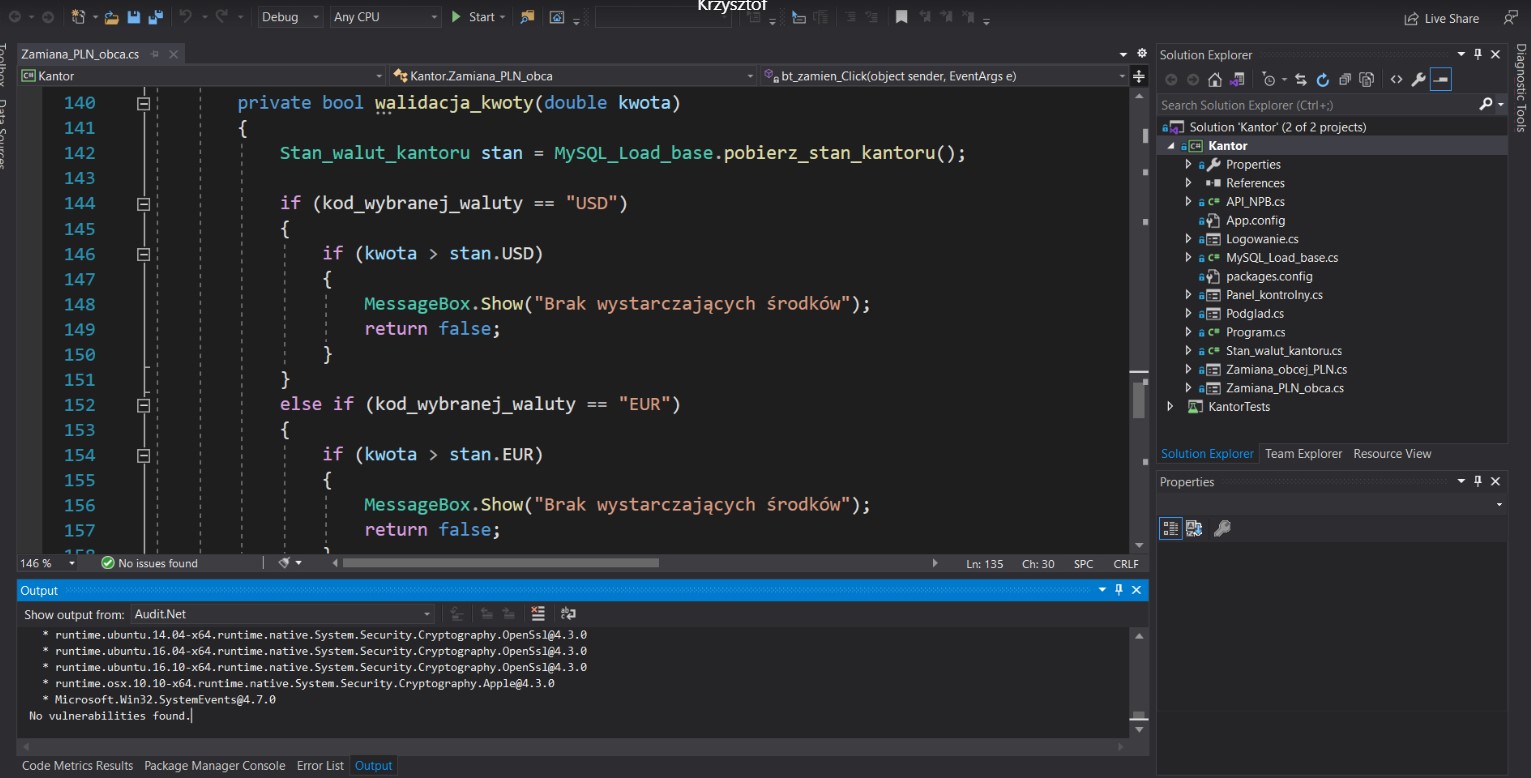 Krzysztof
Debug Any CPU Start Live Share
Toolbox
Data Sources
Zamiana_PLN_obca.cs
Kantor Kantor.Zamiana_PLN_obca bt_zamien_Click(object sender, EventArgs e)
140 private bool walidacja_kwoty(double kwota)
141 {
142 Stan_walut_kantoru stan = MySQL_Load_base.pobierz_stan_kantoru();
143
144 if (kod_wybranej_waluty == "USD")
145 {
146 if (kwota > stan.USD)
147 {
148 MessageBox.Show("Brak wystarczających środków");
149 return false;
150 }
151 }
152 else if (kod_wybranej_waluty == "EUR")
153 {
154 if (kwota > stan.EUR)
155 {
156 MessageBox.Show("Brak wystarczających środków");
157 return false;
158 }
146 % No issues found Ln: 135 Ch: 30 SPC CRLF
Output
Show output from: Audit.Net
* runtime.ubuntu.14.04-x64.runtime.native.System.Security.Cryptography.OpenSsl@4.3.0
* runtime.ubuntu.16.04-x64.runtime.native.System.Security.Cryptography.OpenSsl@4.3.0
* runtime.ubuntu.16.10-x64.runtime.native.System.Security.Cryptography.OpenSsl@4.3.0
* runtime.osx.10.10-x64.runtime.native.System.Security.Cryptography.Apple@4.3.0
* Microsoft.Win32.SystemEvents@4.7.0
No vulnerabilities found.
Code Metrics Results Package Manager Console Error List Output
Solution Explorer
Search Solution Explorer (Ctrl+;)
Solution 'Kantor' (2 of 2 projects)
Kantor
Properties
References
API_NPB.cs
App.config
Logowanie.cs
MySQL_Load_base.cs
packages.config
Panel_kontrolny.cs
Podglad.cs
Program.cs
Stan_walut_kantoru.cs
Zamiana_obcej_PLN.cs
Zamiana_PLN_obca.cs
KantorTests
Solution Explorer Team Explorer Resource View
Properties
Diagnostic Tools